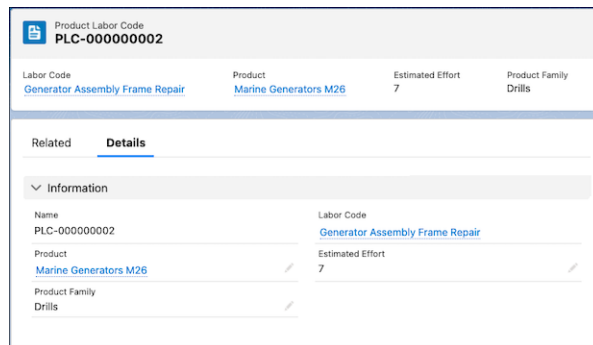 Product Labor Code
PLC-000000002
Labor Code Product Estimated Effort Product Family
Generator Assembly Frame Repair Marine Generators M26 7 Drills
Related Details
Information
Name Labor Code
PLC-000000002 Generator Assembly Frame Repair
Product Estimated Effort
Marine Generators M26 7
Product Family
Drills